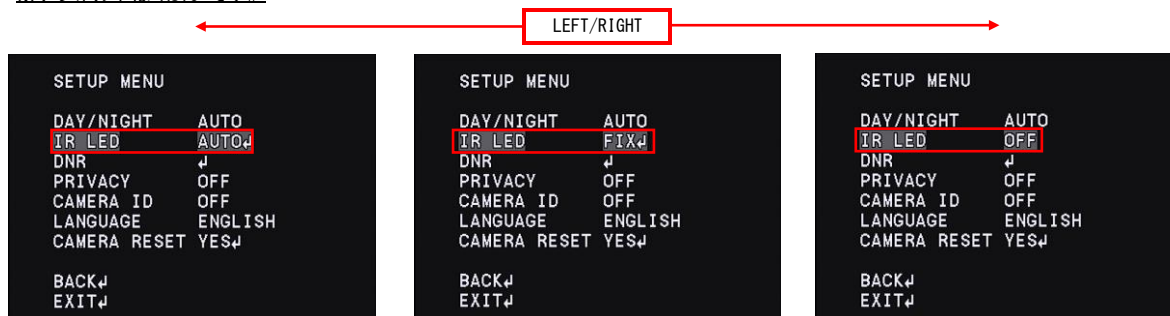 LEFT/RIGHT
SETUP MENU
DAY/NIGHT AUTO
IR LED AUTO↲
DNR ↲
PRIVACY OFF
CAMERA ID OFF
LANGUAGE ENGLISH
CAMERA RESET YES↲
BACK↲
EXIT↲
SETUP MENU
DAY/NIGHT AUTO
IR LED FIX↲
DNR ↲
PRIVACY OFF
CAMERA ID OFF
LANGUAGE ENGLISH
CAMERA RESET YES↲
BACK↲
EXIT↲
SETUP MENU
DAY/NIGHT AUTO
IR LED OFF
DNR ↲
PRIVACY OFF
CAMERA ID OFF
LANGUAGE ENGLISH
CAMERA RESET YES↲
BACK↲
EXIT↲